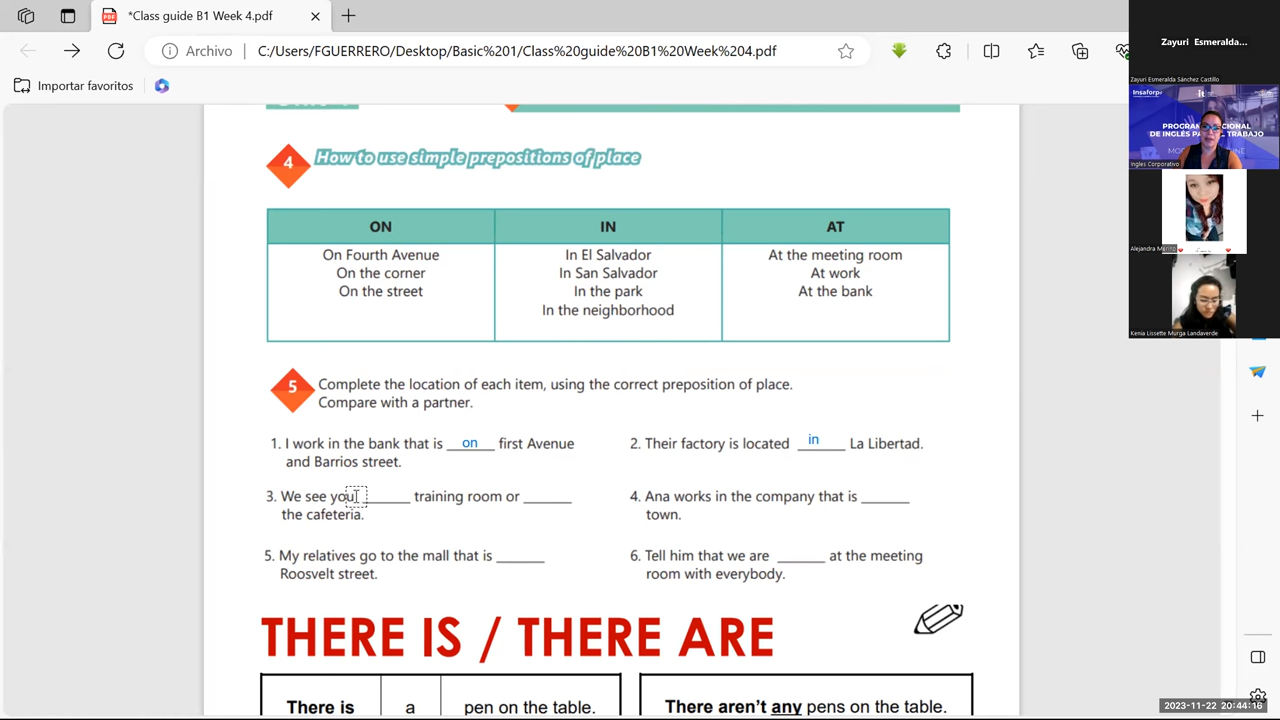 *Class guide B1 Week 4.pdf
Archivo
C:/Users/FGUERRERO/Desktop/Basic%201/Class%20guide%20B1%20Week%204.pdf
Importar favoritos
Zayuri Esmeralda...
Zayuri Esmeralda Sánchez Castillo
Insaforp
Ingles Corporativo
Alejandra Merino
Kenia Lissette Murga Landaverde
4 How to use simple prepositions of place
ON IN AT
On Fourth Avenue In El Salvador At the meeting room
On the corner In San Salvador At work
On the street In the park At the bank
In the neighborhood
5 Complete the location of each item, using the correct preposition of place.
Compare with a partner.
1. I work in the bank that is on first Avenue
and Barrios street.
2. Their factory is located in La Libertad.
3. We see you ______ training room or ______
the cafeteria.
4. Ana works in the company that is ______
town.
5. My relatives go to the mall that is ______
Roosvelt street.
6. Tell him that we are ______ at the meeting
room with everybody.
THERE IS / THERE ARE
There is a pen on the table.
There aren't any pens on the table.
2023-11-22 20:44:16